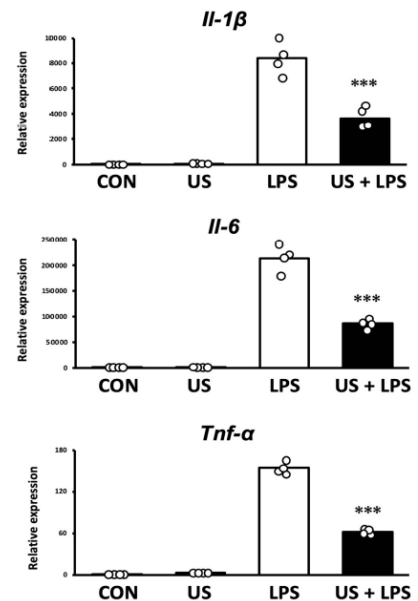 Il-1β
Relative expression
10000
8000
6000
4000
2000
0
***
CON US LPS US + LPS
Il-6
Relative expression
250000
200000
150000
100000
50000
0
***
CON US LPS US + LPS
Tnf-α
Relative expression
180
120
60
0
***
CON US LPS US + LPS